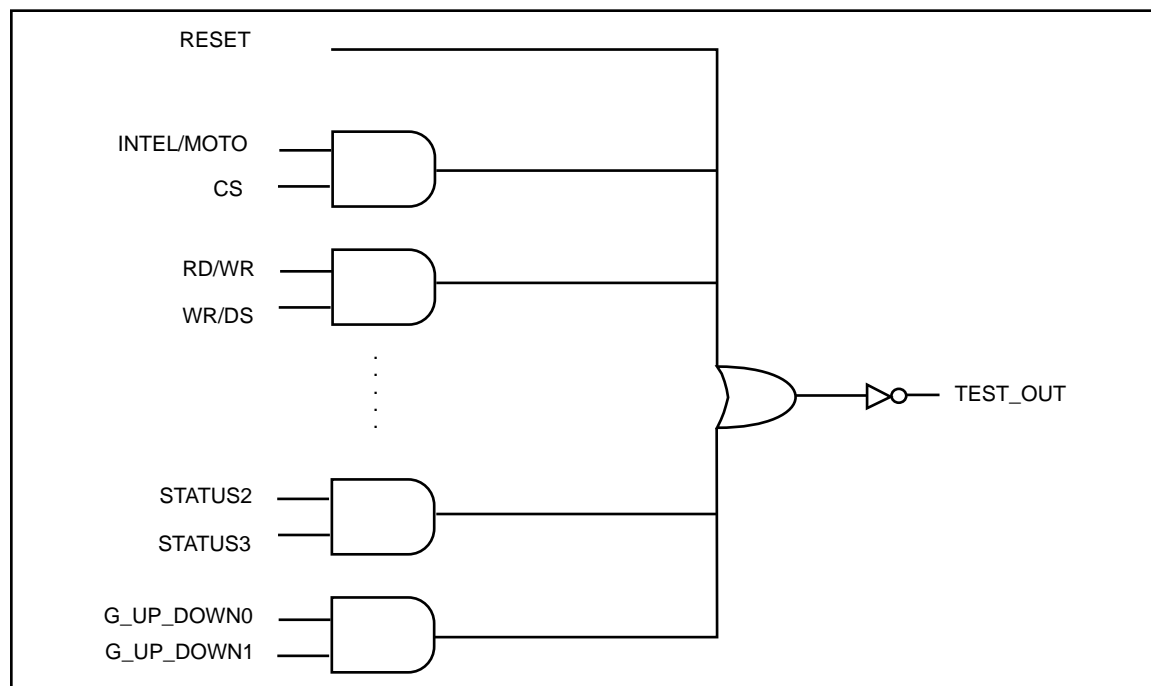 RESET
INTEL/MOTO
CS
RD/WR
WR/DS
TEST_OUT
STATUS2
STATUS3
G_UP_DOWN0
G_UP_DOWN1